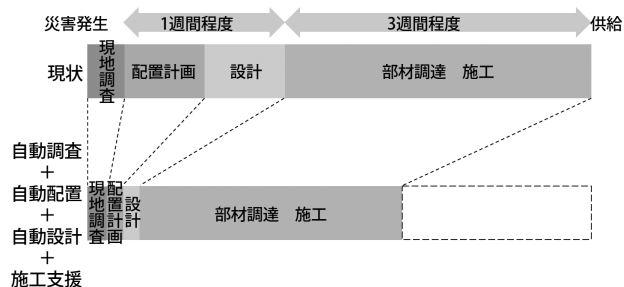 災害発生
1週間程度
3週間程度
供給
現状
現地調査
配置計画
設計
部材調達　施工
自動調査
+
自動配置
+
自動設計
+
施工支援
現地調査
配置計画
設計
部材調達　施工